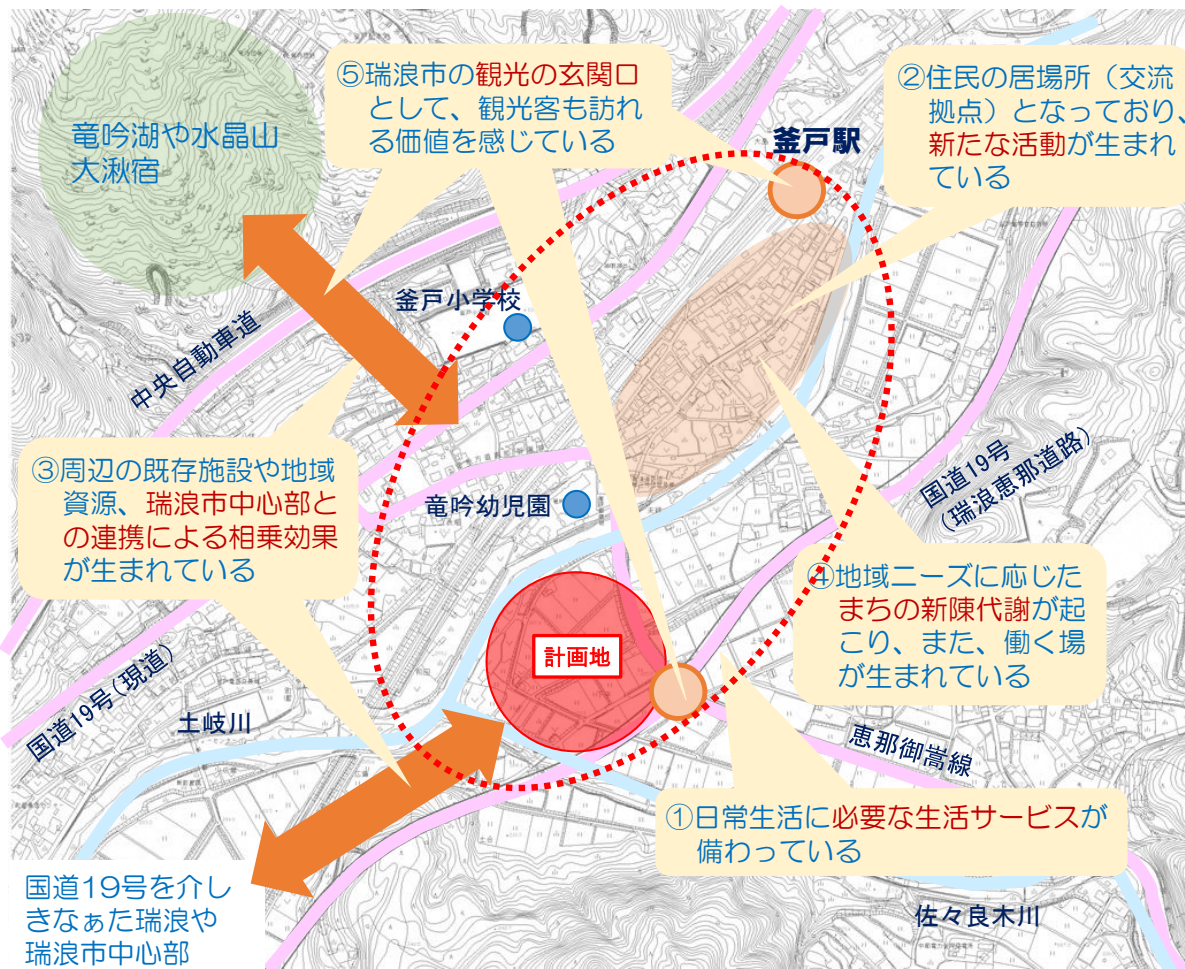 ⑤瑞浪市の観光の玄関口
として、観光客も訪れ
る価値を感じている
②住民の居場所（交流
拠点）となっており、
新たな活動が生まれ
ている
竜吟湖や水晶山
大湫宿
釜戸駅
釜戸小学校
中央自動車道
③周辺の既存施設や地域
資源、瑞浪市中心部と
の連携による相乗効果
が生まれている
竜吟幼児園
国道19号
（瑞浪恵那道路）
④地域ニーズに応じた
まちの新陳代謝が起
こり、また、働く場
が生まれている
計画地
国道19号（現道）
土岐川
恵那御嵩線
①日常生活に必要な生活サービスが
備わっている
国道19号を介し
きなぁた瑞浪や
瑞浪市中心部
佐々良木川